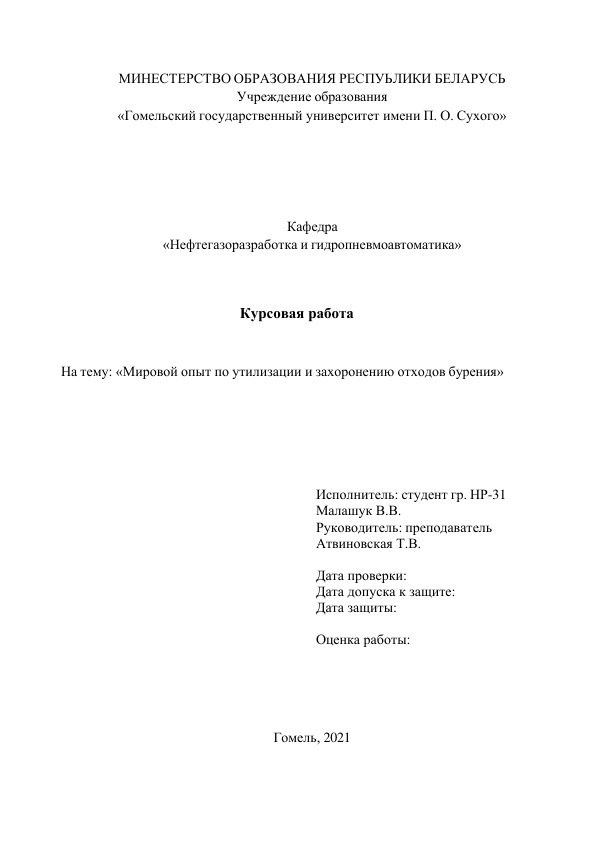 МИНЕСТЕРСТВО ОБРАЗОВАНИЯ РЕСПУЬЛИКИ БЕЛАРУСЬ
Учреждение образования
«Гомельский государственный университет имени П. О. Сухого»
Кафедра
«Нефтегазоразработка и гидропневмоавтоматика»
Курсовая работа
На тему: «Мировой опыт по утилизации и захоронению отходов бурения»
Исполнитель: студент гр. НР-31
Малашук В.В.
Руководитель: преподаватель
Атвиновская Т.В.
Дата проверки:
Дата допуска к защите:
Дата защиты:
Оценка работы:
Гомель, 2021